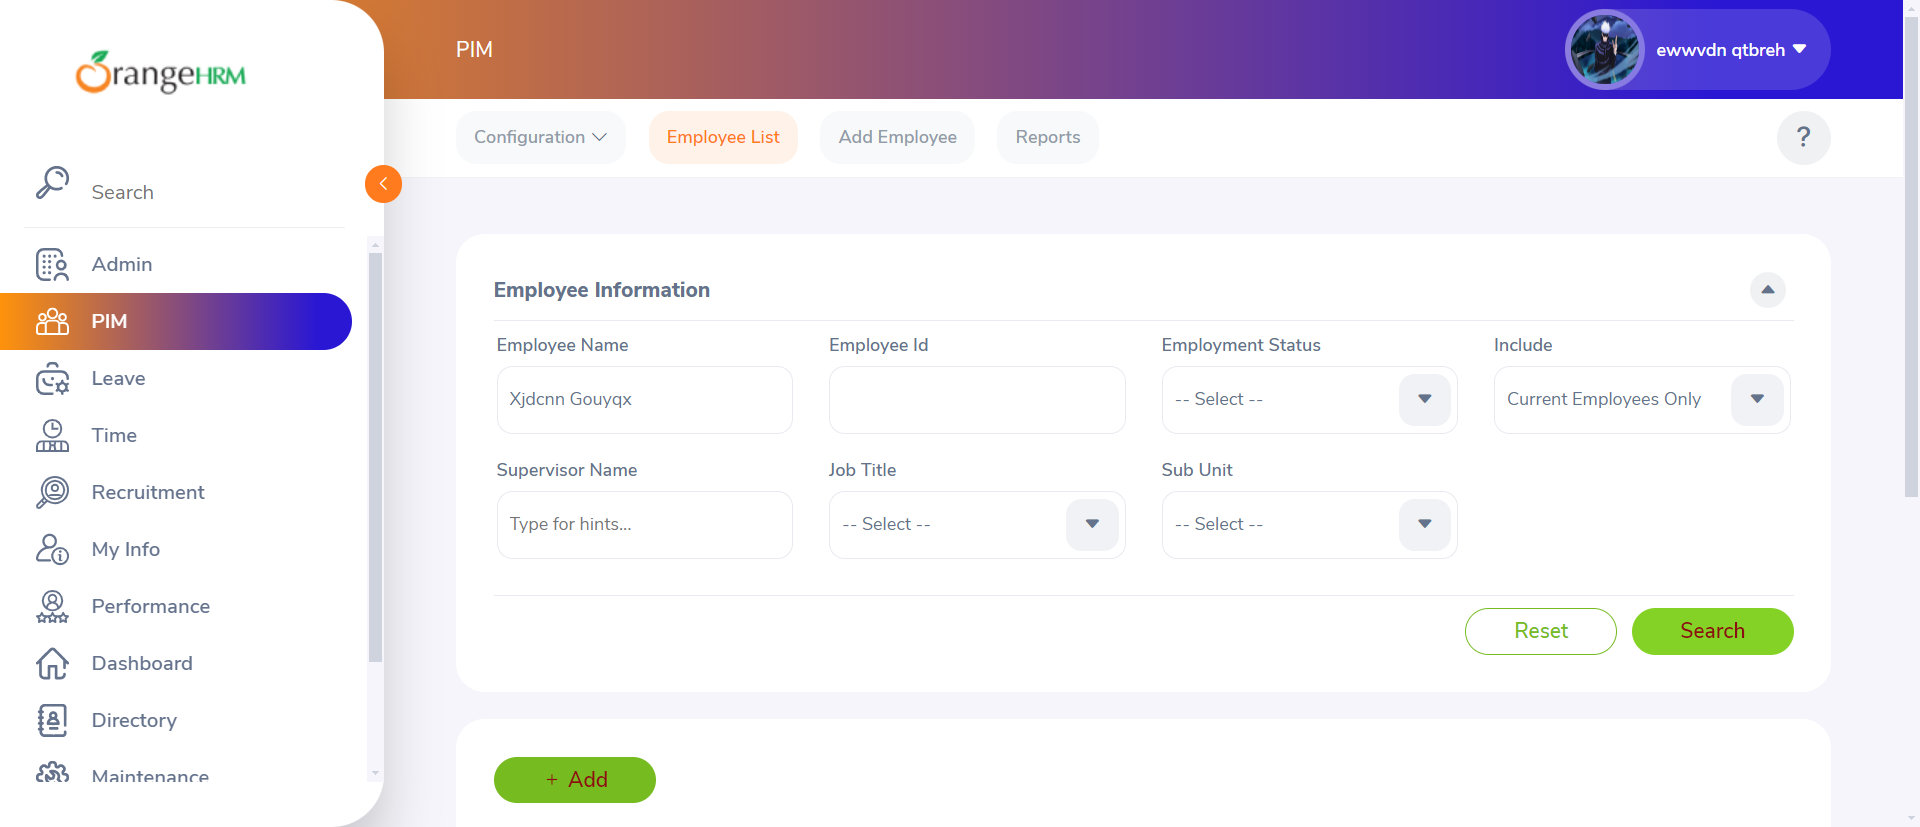 OrangeHRM
Search
Admin
PIM
Leave
Time
Recruitment
My Info
Performance
Dashboard
Directory
Maintenance
PIM
ewwvdn qtbreh
Configuration
Employee List
Add Employee
Reports
?
Employee Information
Employee Name
Employee Id
Employment Status
Include
Xjdcnn Gouyqx
-- Select --
Current Employees Only
Supervisor Name
Job Title
Sub Unit
Type for hints...
-- Select --
-- Select --
Reset
Search
+ Add